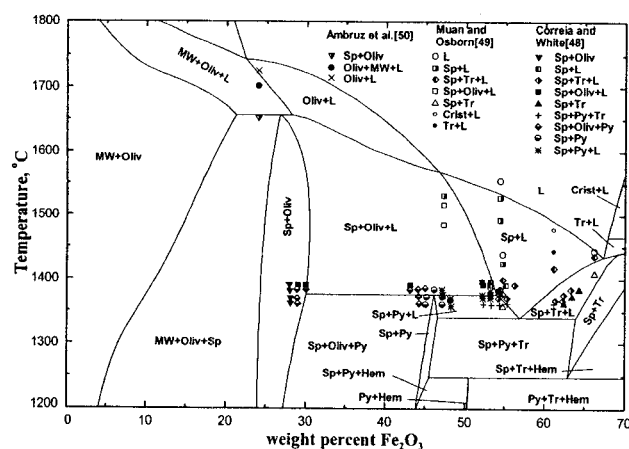 Ambruz et al.[50]
Sp+Oliv
Oliv+MW+L
Oliv+L
Muan and
Osborn[49]
L
Sp+L
Sp+Tr+L
Sp+Oliv+L
Sp+Tr
Crist+L
Tr+L
Correia and
White[48]
Sp+Oliv
Sp+L
Sp+Tr+L
Sp+Oliv+L
Sp+Tr
Sp+Py+Tr
Sp+Oliv+Py
Sp+Py
Sp+Py+L
1800
1700
1600
1500
1400
1300
1200
Temperature, °C
MW+Oliv+L
Oliv+L
MW+Oliv
Sp+Oliv
Sp+Oliv+L
Sp+L
L
Crist+L
Tr+L
Sp+Tr
Sp+Tr+L
Sp+Py+L
Sp+Py
MW+Oliv+Sp
Sp+Oliv+Py
Sp+Py+Tr
Sp+Py+Hem
Sp+Tr+Hem
Py+Hem
Py+Tr+Hem
0 10 20 30 40 50 60 70
weight percent Fe₂O₃